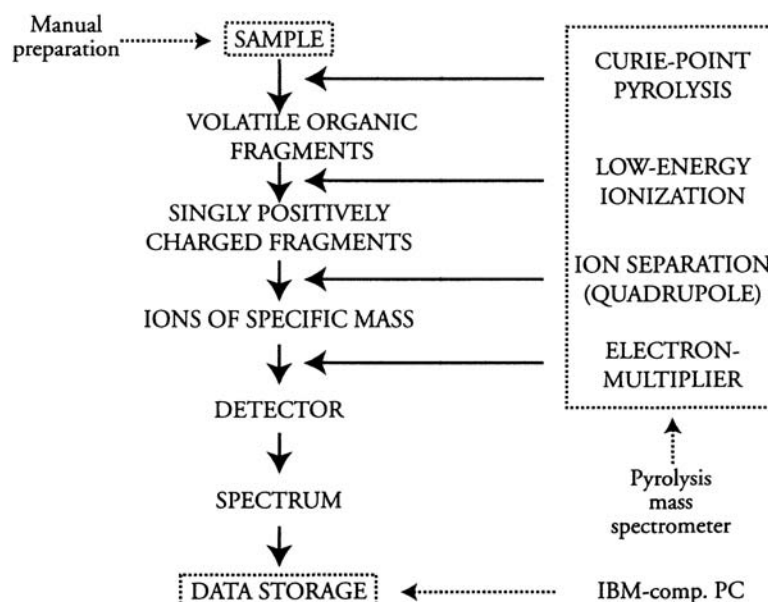 Manual
preparation
SAMPLE
CURIE-POINT
PYROLYSIS
VOLATILE ORGANIC
FRAGMENTS
LOW-ENERGY
IONIZATION
SINGLY POSITIVELY
CHARGED FRAGMENTS
ION SEPARATION
(QUADRUPOLE)
IONS OF SPECIFIC MASS
ELECTRON-
MULTIPLIER
DETECTOR
SPECTRUM
Pyrolysis
mass
spectrometer
DATA STORAGE
IBM-comp. PC